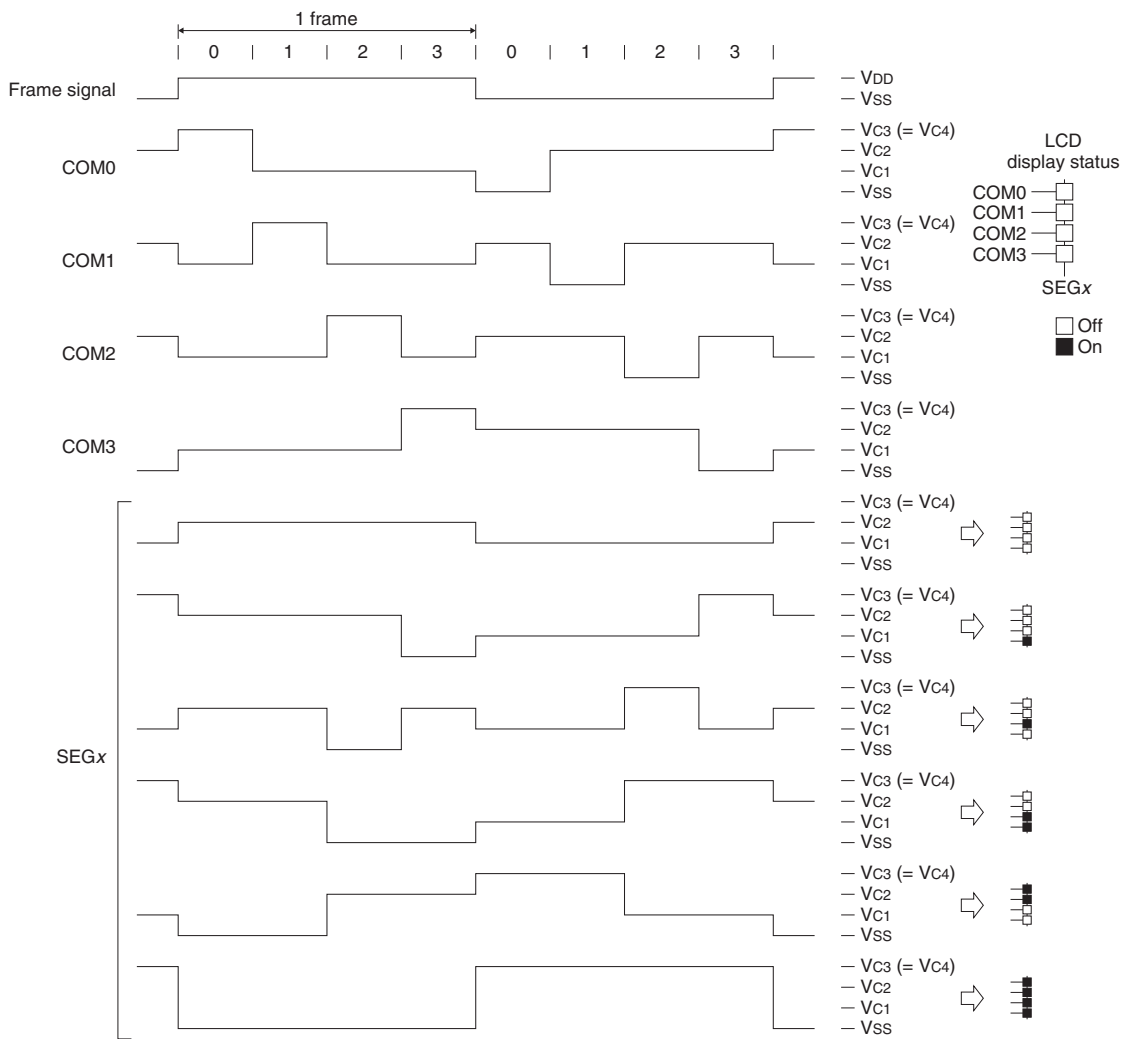 1 frame
0 1 2 3 0 1 2 3
Frame signal
VDD
VSS
COM0
VC3 (= VC4)
VC2
VC1
VSS
COM1
VC3 (= VC4)
VC2
VC1
VSS
COM2
VC3 (= VC4)
VC2
VC1
VSS
COM3
VC3 (= VC4)
VC2
VC1
VSS
LCD
display status
COM0
COM1
COM2
COM3
SEGx
Off
On
SEGx
VC3 (= VC4)
VC2
VC1
VSS
VC3 (= VC4)
VC2
VC1
VSS
VC3 (= VC4)
VC2
VC1
VSS
VC3 (= VC4)
VC2
VC1
VSS
VC3 (= VC4)
VC2
VC1
VSS
VC3 (= VC4)
VC2
VC1
VSS